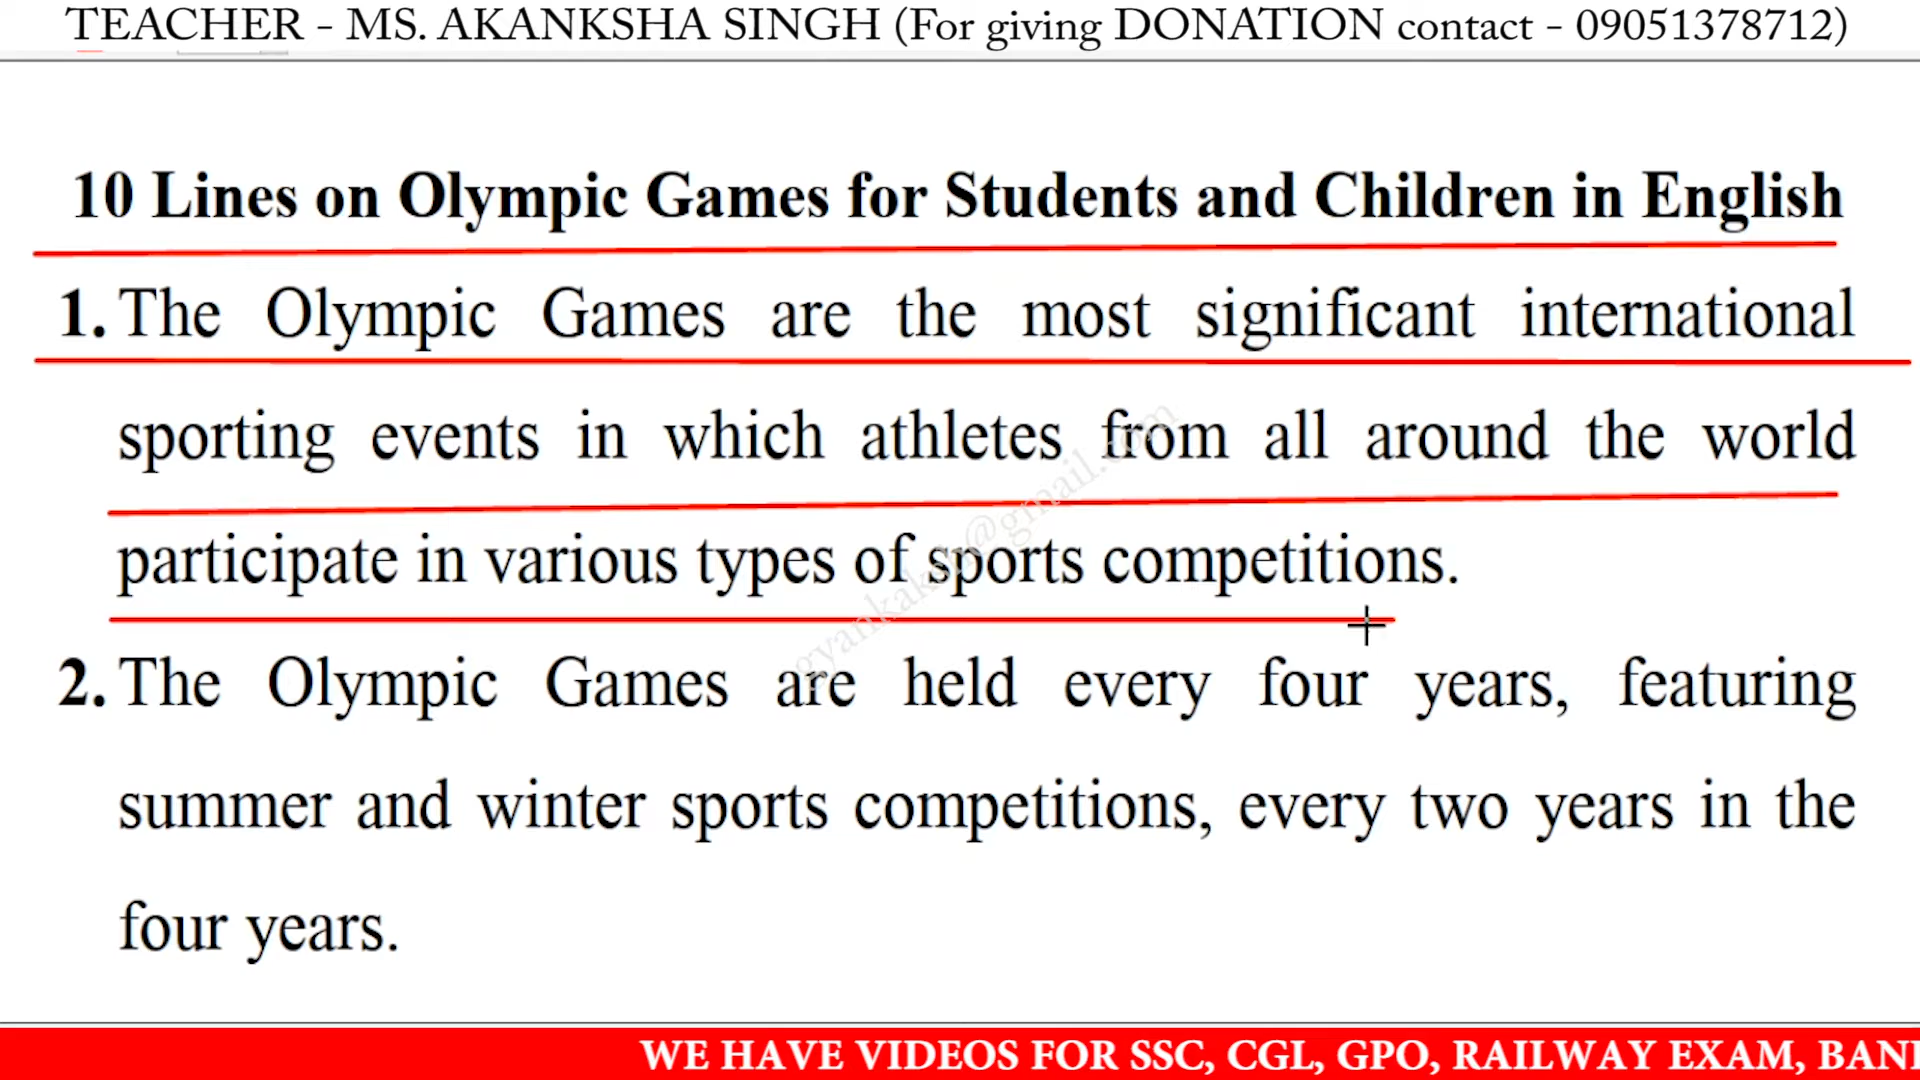 TEACHER - MS. AKANKSHA SINGH (For giving DONATION contact - 09051378712)
10 Lines on Olympic Games for Students and Children in English
1. The Olympic Games are the most significant international
sporting events in which athletes from all around the world
participate in various types of sports competitions.
gyankaksh@gmail.com
2. The Olympic Games are held every four years, featuring
summer and winter sports competitions, every two years in the
four years.
WE HAVE VIDEOS FOR SSC, CGL, GPO, RAILWAY EXAM,